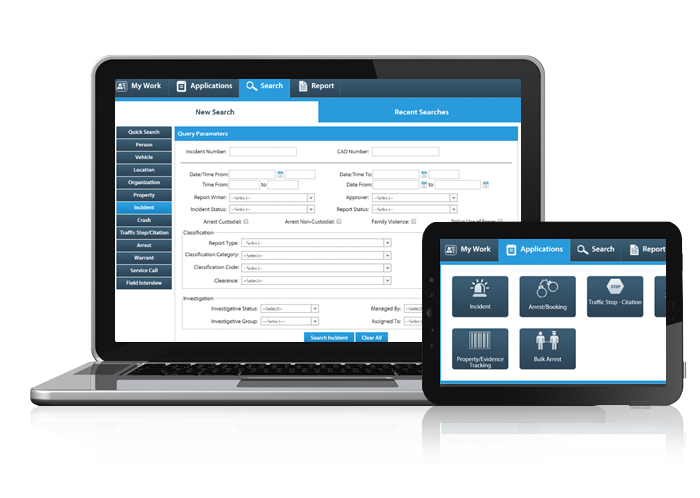 My Work Applications Search Report
New Search Recent Searches
Quick Search
Person
Vehicle
Location
Organization
Property
Incident
Crash
Traffic Stop/Citation
Arrest
Warrant
Service Call
Field Interview
Query Parameters
Incident Number: CAD Number:
Date/Time From: Date/Time To:
Time From: to Date From: to
Report Writer: --Select-- Approver: --Select--
Incident Status: --Select-- Report Status: --Select--
Arrest Custodial: Arrest Non-Custodial: Family Violence:
Classification
Report Type: --Select--
Classification Category: --Select--
Classification Code: --Select--
Clearance: --Select--
Investigation
Investigative Status: --Select-- Managed By: --Select--
Investigative Group: --Select-- Assigned To: --Select--
Search Incident Clear All
My Work Applications Search Report
Incident
Arrest/Booking
STOP
Traffic Stop - Citation
Property/Evidence
Tracking
Bulk Arrest